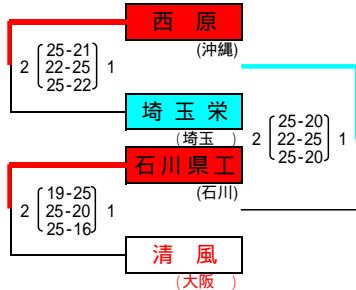 西 原
(沖縄)
2 25-21 1
22-25
25-22
埼 玉 栄
(埼玉 )
2 25-20 1
22-25
25-20
石川県工
(石川)
2 19-25 1
25-20
25-16
清 風
(大阪 )